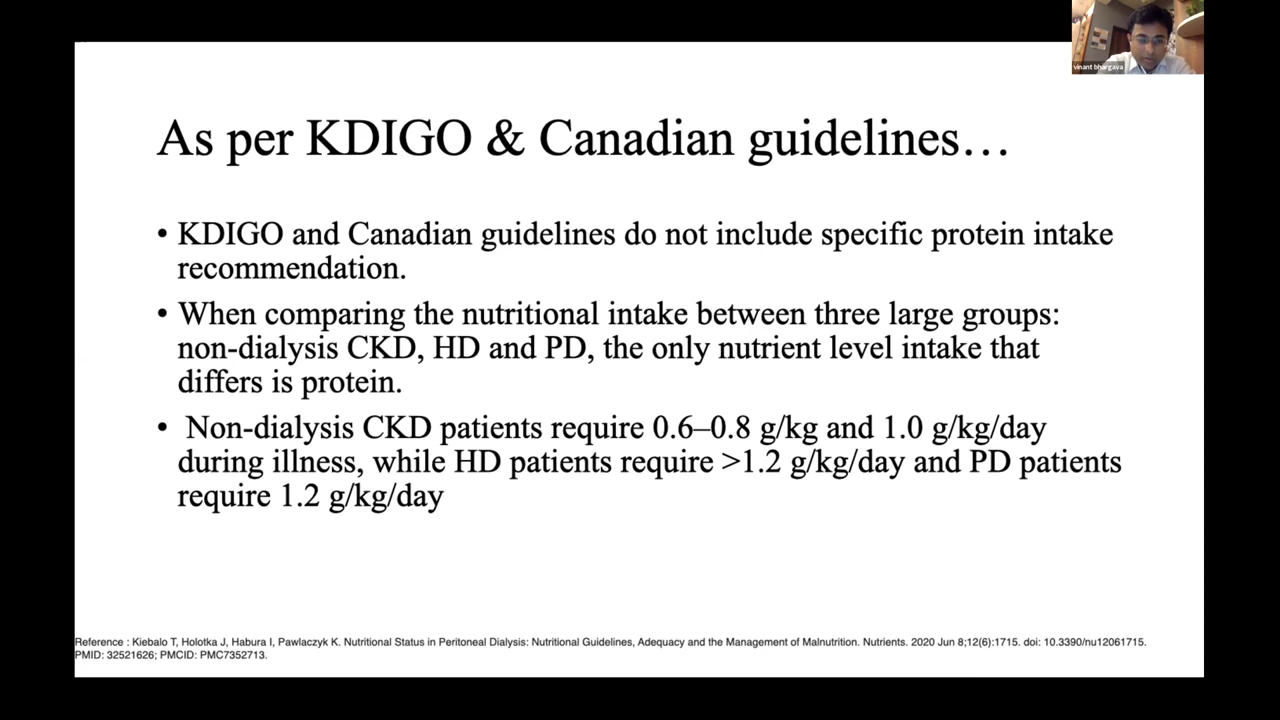 vinant bhargava
As per KDIGO & Canadian guidelines…
• KDIGO and Canadian guidelines do not include specific protein intake
recommendation.
• When comparing the nutritional intake between three large groups:
non-dialysis CKD, HD and PD, the only nutrient level intake that
differs is protein.
• Non-dialysis CKD patients require 0.6–0.8 g/kg and 1.0 g/kg/day
during illness, while HD patients require >1.2 g/kg/day and PD patients
require 1.2 g/kg/day
Reference : Kiebalo T, Holotka J, Habura I, Pawlaczyk K. Nutritional Status in Peritoneal Dialysis: Nutritional Guidelines, Adequacy and the Management of Malnutrition. Nutrients. 2020 Jun 8;12(6):1715. doi: 10.3390/nu12061715.
PMID: 32521626; PMCID: PMC7352713.